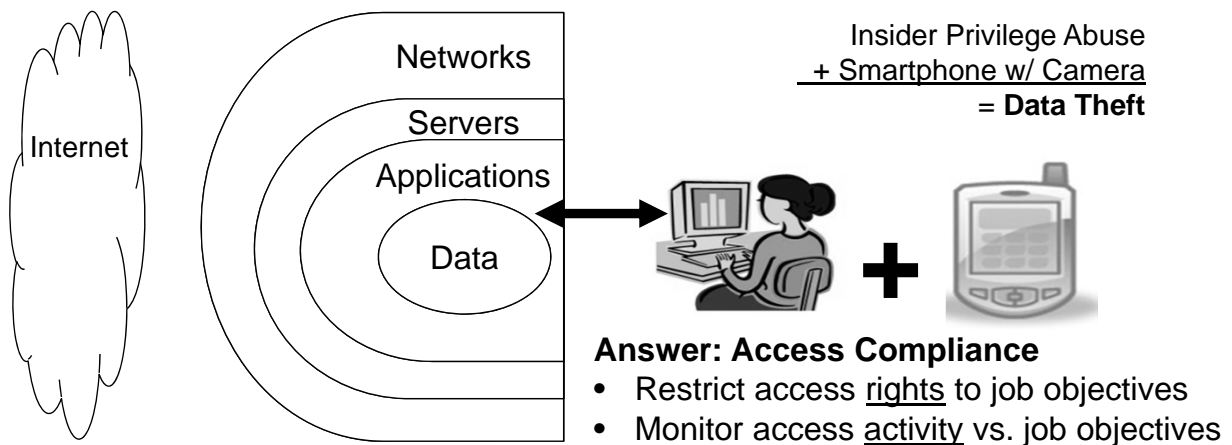 Internet
Networks
Servers
Applications
Data
Insider Privilege Abuse
+ Smartphone w/ Camera
= Data Theft
Answer: Access Compliance
• Restrict access rights to job objectives
• Monitor access activity vs. job objectives